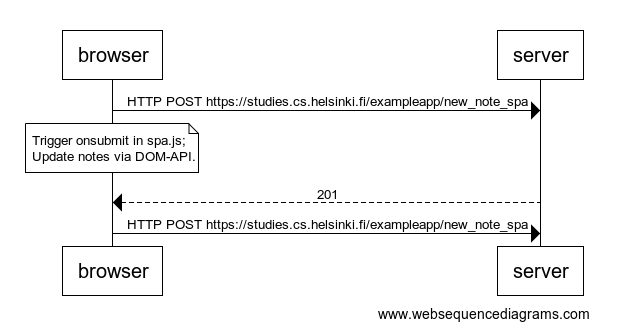 browser
server
HTTP POST https://studies.cs.helsinki.fi/exampleapp/new_note_spa
Trigger onsubmit in spa.js;
Update notes via DOM-API.
201
HTTP POST https://studies.cs.helsinki.fi/exampleapp/new_note_spa
browser
server
www.websequencediagrams.com